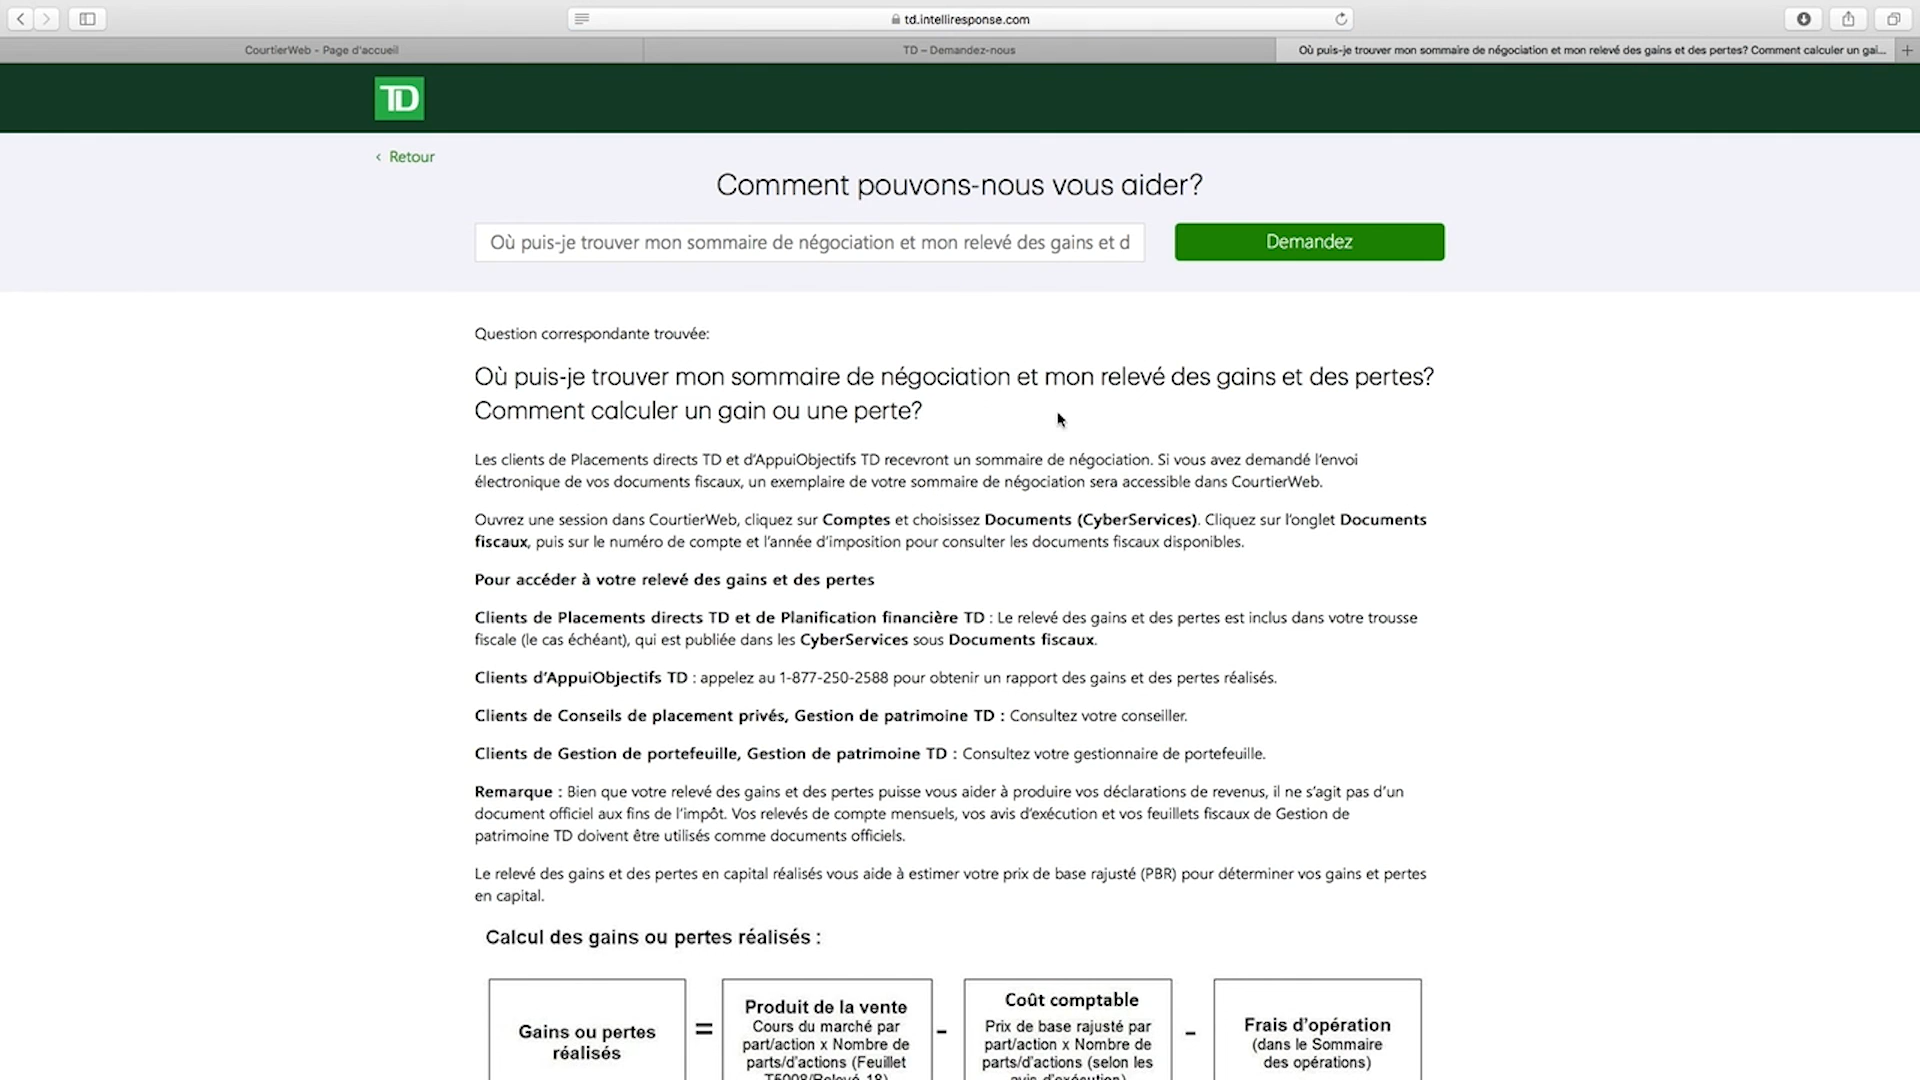 td.intelliresponse.com
CourtierWeb - Page d'accueil
TD – Demandez-nous
Où puis-je trouver mon sommaire de négociation et mon relevé des gains et des pertes? Comment calculer un gai...
TD
‹ Retour
Comment pouvons-nous vous aider?
Où puis-je trouver mon sommaire de négociation et mon relevé des gains et d
Demandez
Question correspondante trouvée:
Où puis-je trouver mon sommaire de négociation et mon relevé des gains et des pertes?
Comment calculer un gain ou une perte?
Les clients de Placements directs TD et d'AppuiObjectifs TD recevront un sommaire de négociation. Si vous avez demandé l'envoi
électronique de vos documents fiscaux, un exemplaire de votre sommaire de négociation sera accessible dans CourtierWeb.
Ouvrez une session dans CourtierWeb, cliquez sur Comptes et choisissez Documents (CyberServices). Cliquez sur l'onglet Documents
fiscaux, puis sur le numéro de compte et l'année d'imposition pour consulter les documents fiscaux disponibles.
Pour accéder à votre relevé des gains et des pertes
Clients de Placements directs TD et de Planification financière TD : Le relevé des gains et des pertes est inclus dans votre trousse
fiscale (le cas échéant), qui est publiée dans les CyberServices sous Documents fiscaux.
Clients d'AppuiObjectifs TD : appelez au 1-877-250-2588 pour obtenir un rapport des gains et des pertes réalisés.
Clients de Conseils de placement privés, Gestion de patrimoine TD : Consultez votre conseiller.
Clients de Gestion de portefeuille, Gestion de patrimoine TD : Consultez votre gestionnaire de portefeuille.
Remarque : Bien que votre relevé des gains et des pertes puisse vous aider à produire vos déclarations de revenus, il ne s'agit pas d'un
document officiel aux fins de l'impôt. Vos relevés de compte mensuels, vos avis d'exécution et vos feuillets fiscaux de Gestion de
patrimoine TD doivent être utilisés comme documents officiels.
Le relevé des gains et des pertes en capital réalisés vous aide à estimer votre prix de base rajusté (PBR) pour déterminer vos gains et pertes
en capital.
Calcul des gains ou pertes réalisés :
Gains ou pertes
réalisés
=
Produit de la vente
Cours du marché par
part/action x Nombre de
parts/d'actions (Feuillet
T5008/Relevé 18)
-
Coût comptable
Prix de base rajusté par
part/action x Nombre de
parts/d'actions (selon les
avis d'exécution)
-
Frais d'opération
(dans le Sommaire
des opérations)